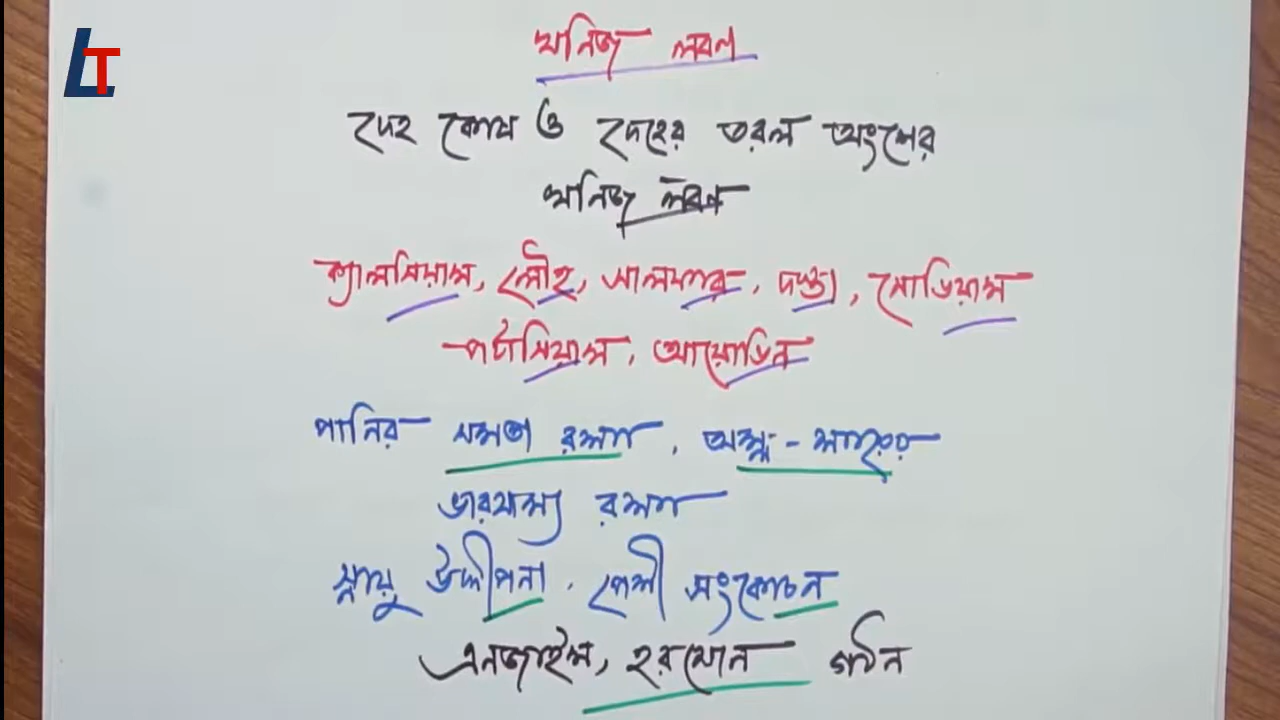 LT
খনিজ লবণ
দেহ কোষ ও দেহের তরল অংশের
খনিজ লবণ
ক্যালসিয়াম, লৌহ, সালফার, দস্তা, সোডিয়াম
পটাসিয়াম, আয়োডিন
পানির সমতা রক্ষা, অম্ল - ক্ষারের
ভারসাম্য রক্ষা
স্নায়ু উদ্দীপনা, পেশী সংকোচন
এনজাইম, হরমোন গঠন